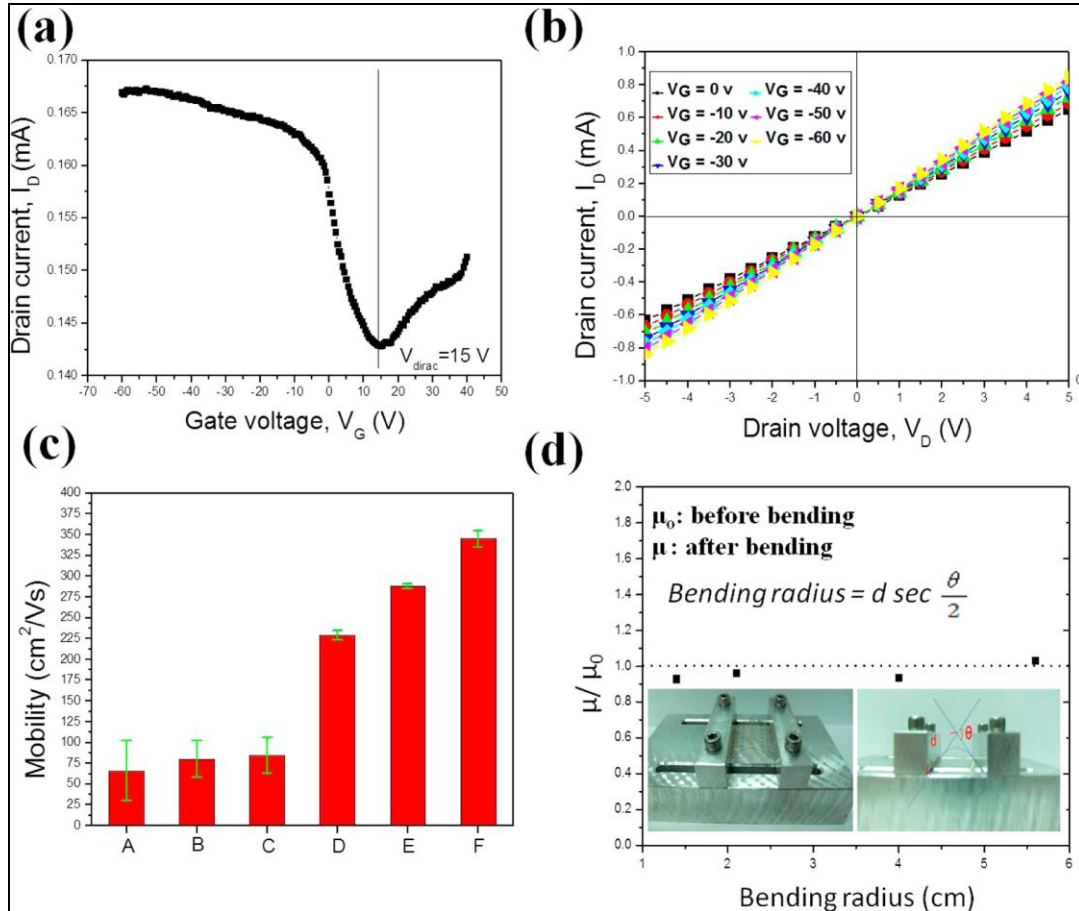 (a)
Drain current, I_D (mA)
0.170
0.165
0.160
0.155
0.150
0.145
0.140
V_dirac=15 V
-70 -60 -50 -40 -30 -20 -10 0 10 20 30 40 50
Gate voltage, V_G (V)
(b)
Drain current, I_D (mA)
1.0
0.8
0.6
0.4
0.2
0.0
-0.2
-0.4
-0.6
-0.8
-1.0
VG = 0 v VG = -40 v
VG = -10 v VG = -50 v
VG = -20 v VG = -60 v
VG = -30 v
-5 -4 -3 -2 -1 0 1 2 3 4 5
Drain voltage, V_D (V)
(c)
Mobility (cm²/Vs)
400
375
350
325
300
275
250
225
200
175
150
125
100
75
50
25
0
A B C D E F
(d)
μ/ μ₀
2.0
1.8
1.6
1.4
1.2
1.0
0.8
0.6
0.4
0.2
0.0
μ₀: before bending
μ: after bending
Bending radius = d sec θ/2
d θ
1 2 3 4 5 6
Bending radius (cm)